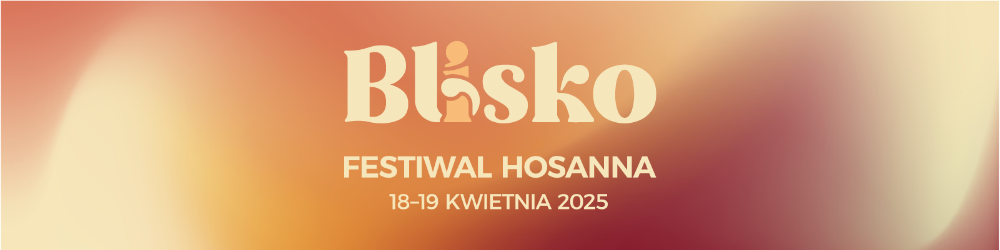 Blisko
FESTIWAL HOSANNA
18–19 KWIETNIA 2025